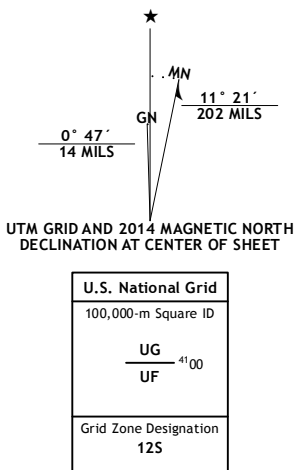 ★
MN
GN
11° 21´
202 MILS
0° 47´
14 MILS
UTM GRID AND 2014 MAGNETIC NORTH
DECLINATION AT CENTER OF SHEET
U.S. National Grid
100,000-m Square ID
UG
4100
UF
Grid Zone Designation
12S